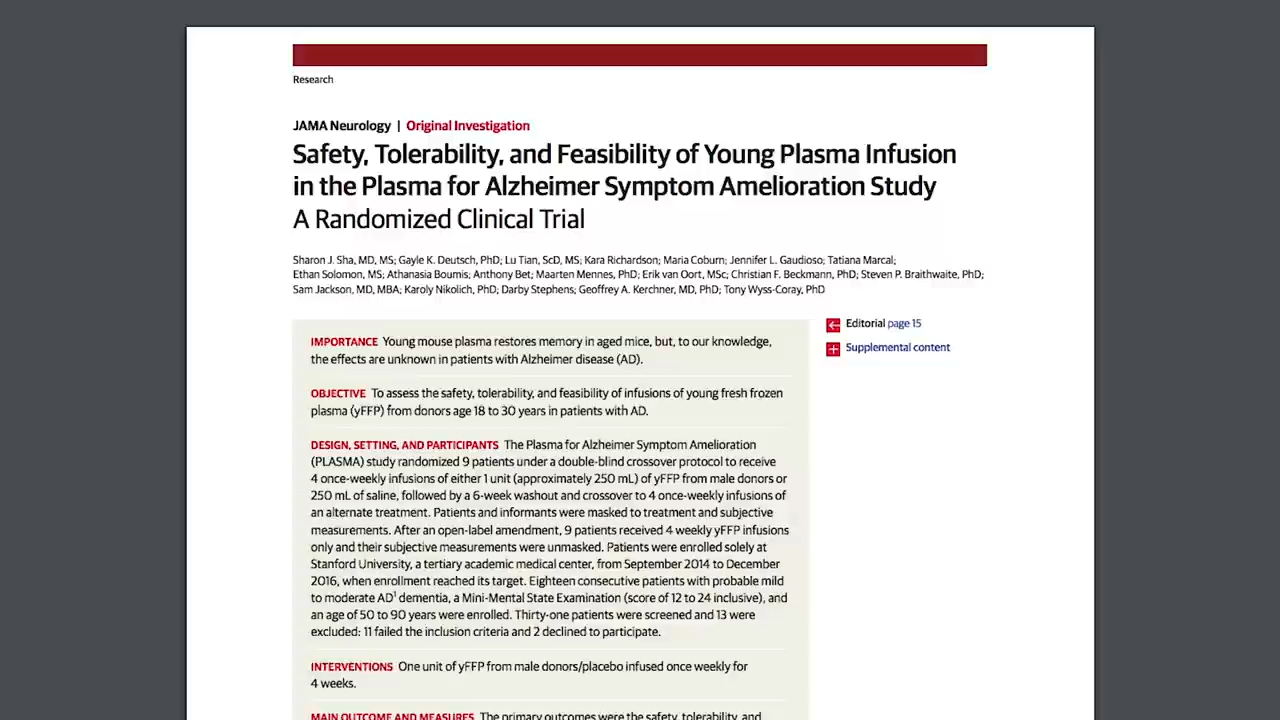 Research
JAMA Neurology | Original Investigation
Safety, Tolerability, and Feasibility of Young Plasma Infusion
in the Plasma for Alzheimer Symptom Amelioration Study
A Randomized Clinical Trial
Sharon J. Sha, MD, MS; Gayle K. Deutsch, PhD; Lu Tian, ScD, MS; Kara Richardson; Maria Coburn; Jennifer L. Gaudioso; Tatiana Marcal;
Ethan Solomon, MS; Athanasia Boumis; Anthony Bet; Maarten Mennes, PhD; Erik van Oort, MSc; Christian F. Beckmann, PhD; Steven P. Braithwaite, PhD;
Sam Jackson, MD, MBA; Karoly Nikolich, PhD; Darby Stephens; Geoffrey A. Kerchner, MD, PhD; Tony Wyss-Coray, PhD
IMPORTANCE Young mouse plasma restores memory in aged mice, but, to our knowledge,
the effects are unknown in patients with Alzheimer disease (AD).
OBJECTIVE To assess the safety, tolerability, and feasibility of infusions of young fresh frozen
plasma (yFFP) from donors age 18 to 30 years in patients with AD.
DESIGN, SETTING, AND PARTICIPANTS The Plasma for Alzheimer Symptom Amelioration
(PLASMA) study randomized 9 patients under a double-blind crossover protocol to receive
4 once-weekly infusions of either 1 unit (approximately 250 mL) of yFFP from male donors or
250 mL of saline, followed by a 6-week washout and crossover to 4 once-weekly infusions of
an alternate treatment. Patients and informants were masked to treatment and subjective
measurements. After an open-label amendment, 9 patients received 4 weekly yFFP infusions
only and their subjective measurements were unmasked. Patients were enrolled solely at
Stanford University, a tertiary academic medical center, from September 2014 to December
2016, when enrollment reached its target. Eighteen consecutive patients with probable mild
to moderate AD¹ dementia, a Mini-Mental State Examination (score of 12 to 24 inclusive), and
an age of 50 to 90 years were enrolled. Thirty-one patients were screened and 13 were
excluded: 11 failed the inclusion criteria and 2 declined to participate.
INTERVENTIONS One unit of yFFP from male donors/placebo infused once weekly for
4 weeks.
MAIN OUTCOME AND MEASURES The primary outcomes were the safety, tolerability, and
Editorial page 15
Supplemental content